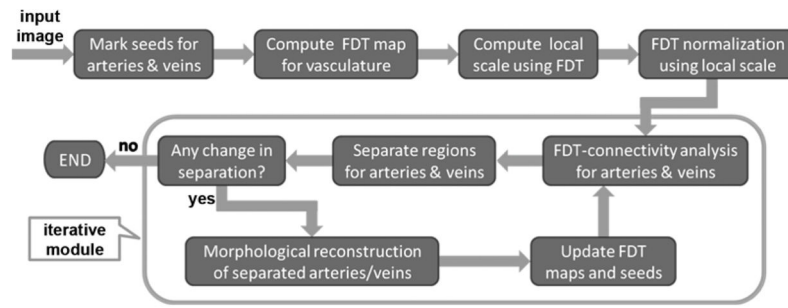 input
image
Mark seeds for
arteries & veins
Compute FDT map
for vasculature
Compute local
scale using FDT
FDT normalization
using local scale
END
no
Any change in
separation?
Separate regions
for arteries & veins
FDT-connectivity analysis
for arteries & veins
yes
iterative
module
Morphological reconstruction
of separated arteries/veins
Update FDT
maps and seeds